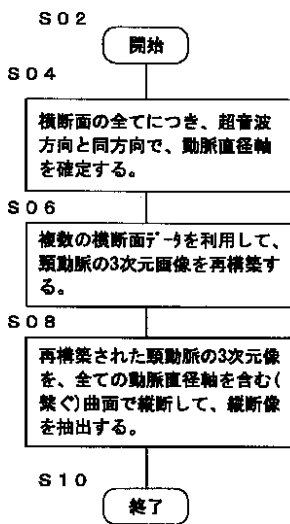 S02
開始
S04
横断面の全てにつき、超音波
方向と同方向で、動脈直径軸
を確定する。
S06
複数の横断面データを利用して、
頸動脈の3次元画像を再構築す
る。
S08
再構築された頸動脈の3次元像
を、全ての動脈直径軸を含む(
繋ぐ)曲面で縦断して、縦断像
を抽出する。
S10
終了